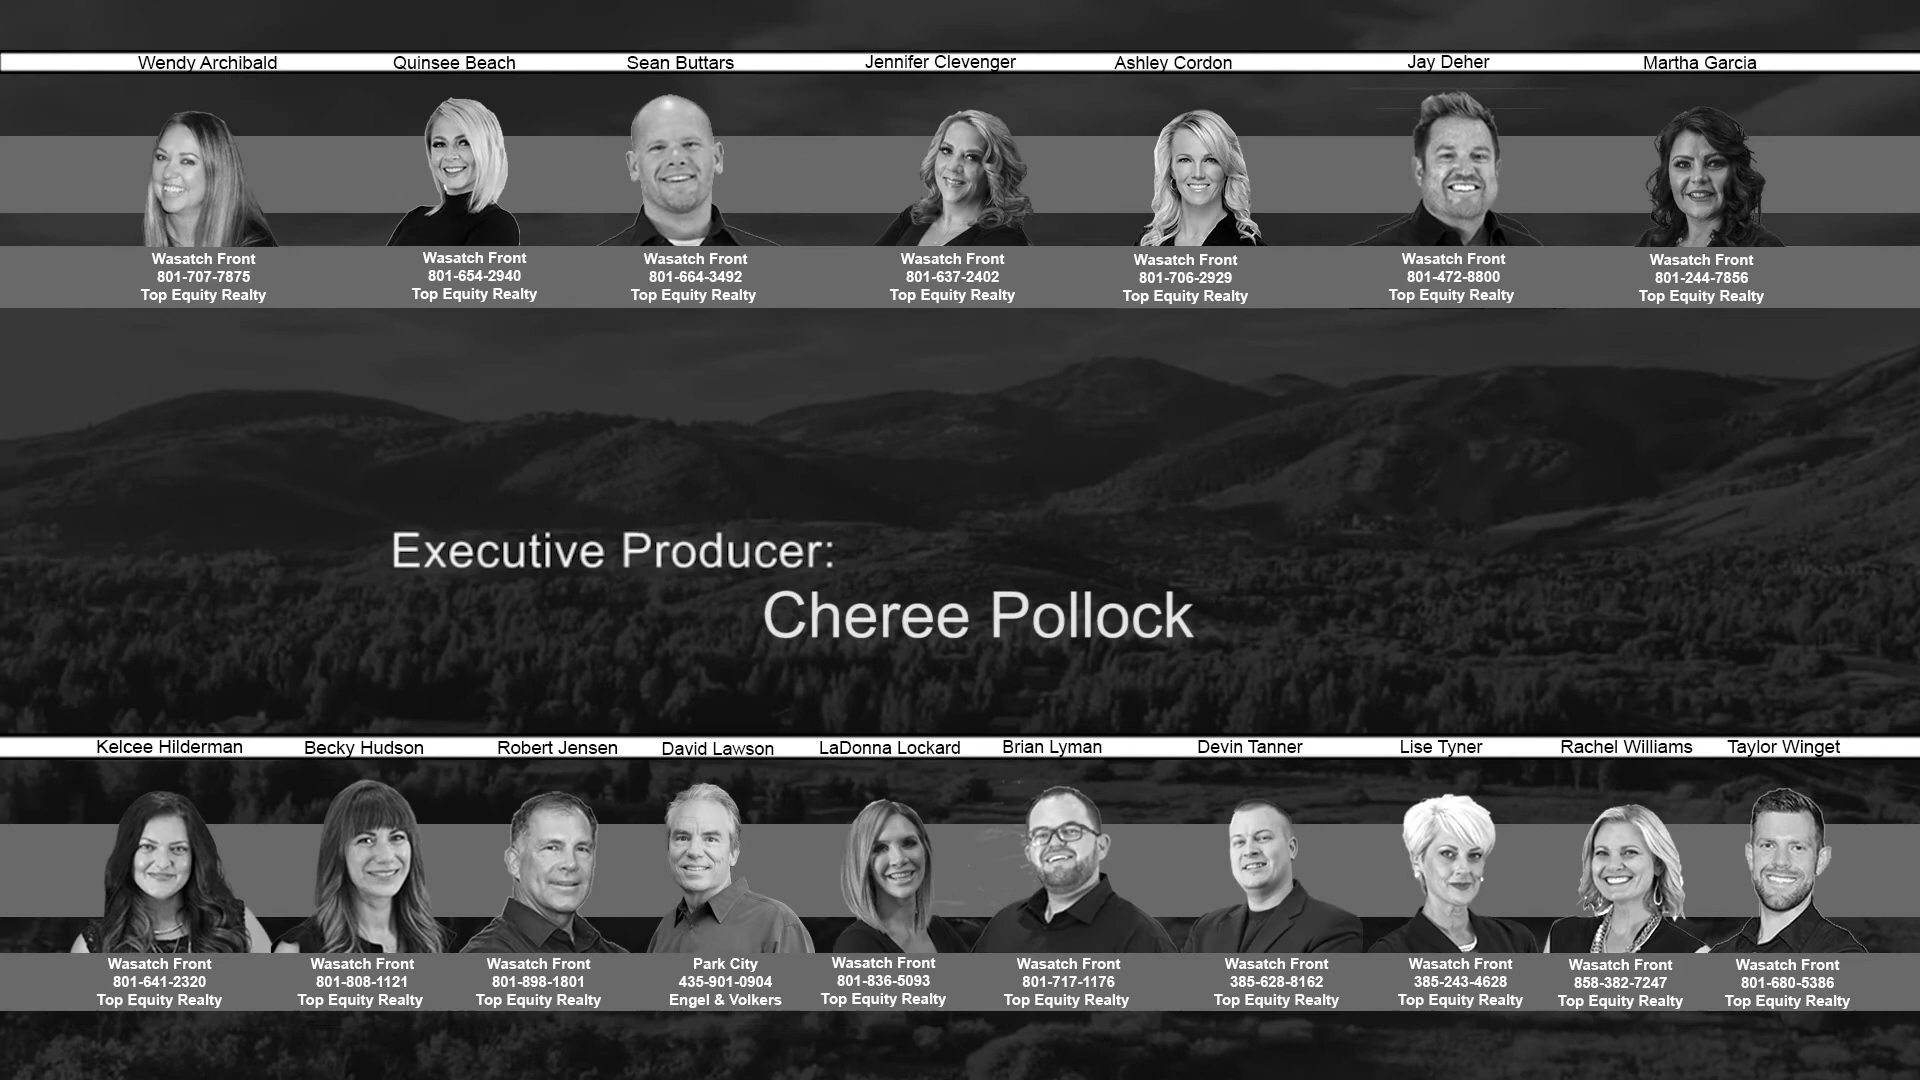 Wendy Archibald
Quinsee Beach
Sean Buttars
Jennifer Clevenger
Ashley Cordon
Jay Deher
Martha Garcia
Wasatch Front
801-707-7875
Top Equity Realty
Wasatch Front
801-654-2940
Top Equity Realty
Wasatch Front
801-664-3492
Top Equity Realty
Wasatch Front
801-637-2402
Top Equity Realty
Wasatch Front
801-706-2929
Top Equity Realty
Wasatch Front
801-472-8800
Top Equity Realty
Wasatch Front
801-244-7856
Top Equity Realty
Executive Producer:
Cheree Pollock
Kelcee Hilderman
Becky Hudson
Robert Jensen
David Lawson
LaDonna Lockard
Brian Lyman
Devin Tanner
Lise Tyner
Rachel Williams
Taylor Winget
Wasatch Front
801-641-2320
Top Equity Realty
Wasatch Front
801-808-1121
Top Equity Realty
Wasatch Front
801-898-1801
Top Equity Realty
Park City
435-901-0904
Engel & Volkers
Wasatch Front
801-836-5093
Top Equity Realty
Wasatch Front
801-717-1176
Top Equity Realty
Wasatch Front
385-628-8162
Top Equity Realty
Wasatch Front
385-243-4628
Top Equity Realty
Wasatch Front
858-382-7247
Top Equity Realty
Wasatch Front
801-680-5386
Top Equity Realty